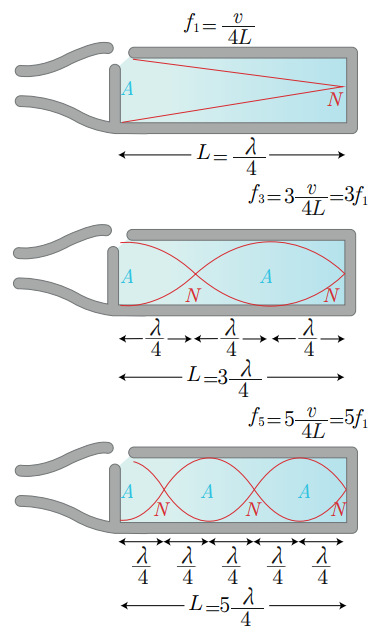 f₁ = v/4L
A N
L = λ/4
f₃=3 v/4L =3f₁
A N A N
λ/4 λ/4 λ/4
L=3 λ/4
f₅=5 v/4L =5f₁
A N A N A N
λ/4 λ/4 λ/4 λ/4 λ/4
L=5 λ/4